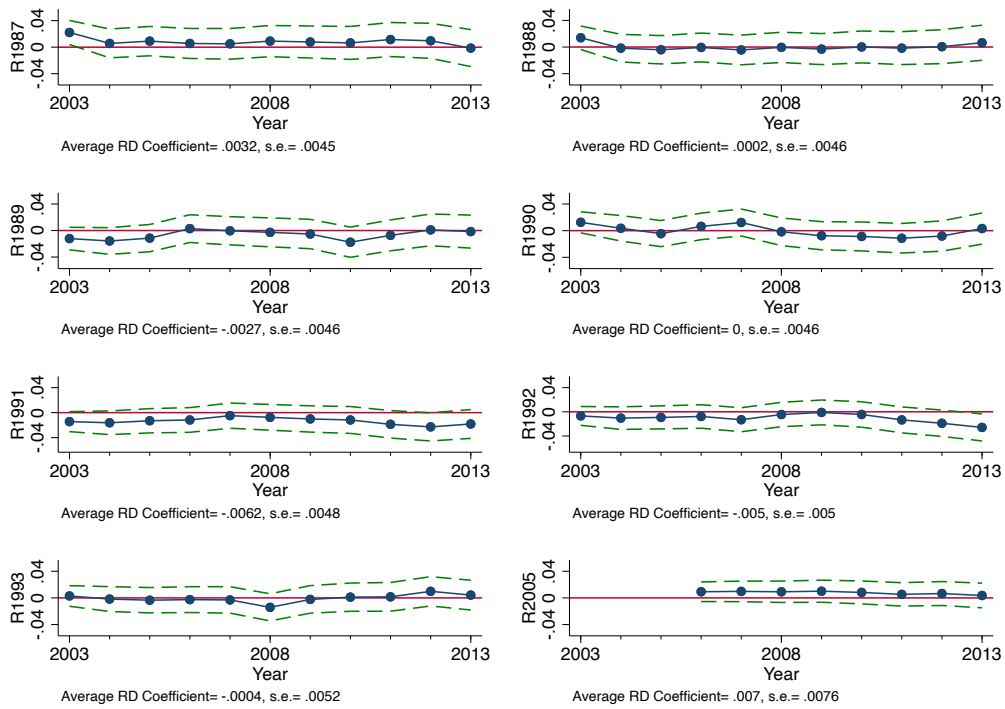 R1987
.04
0
-.04
2003 2008 2013
Year
Average RD Coefficient= .0032, s.e.= .0045
R1988
.04
0
-.04
2003 2008 2013
Year
Average RD Coefficient= .0002, s.e.= .0046
R1989
.04
0
-.04
2003 2008 2013
Year
Average RD Coefficient= -.0027, s.e.= .0046
R1990
.04
0
-.04
2003 2008 2013
Year
Average RD Coefficient= 0, s.e.= .0046
R1991
.04
0
-.04
2003 2008 2013
Year
Average RD Coefficient= -.0062, s.e.= .0048
R1992
.04
0
-.04
2003 2008 2013
Year
Average RD Coefficient= -.005, s.e.= .005
R1993
.04
0
-.04
2003 2008 2013
Year
Average RD Coefficient= -.0004, s.e.= .0052
R2005
.04
0
-.04
2003 2008 2013
Year
Average RD Coefficient= .007, s.e.= .0076